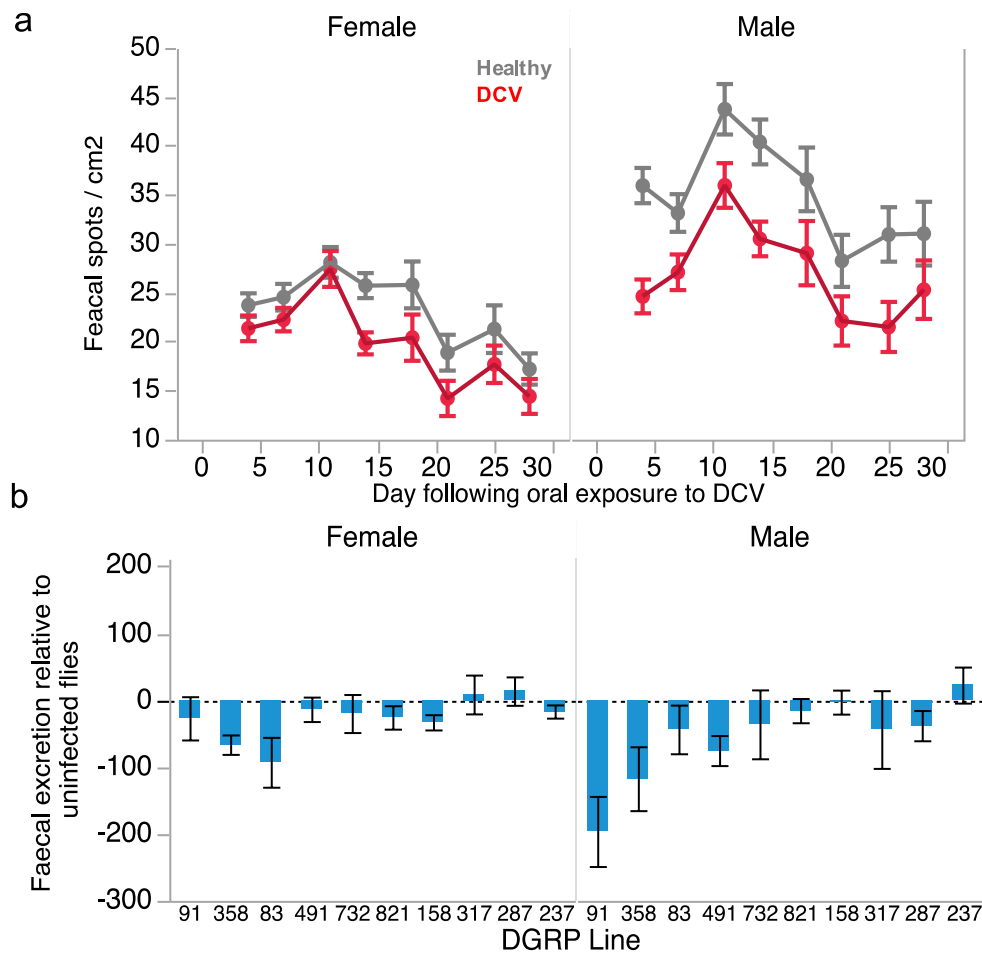 a
Female Male
Healthy
DCV
Feacal spots / cm2
50
45
40
35
30
25
20
15
10
0 5 10 15 20 25 30 0 5 10 15 20 25 30
Day following oral exposure to DCV
b
Female Male
Faecal excretion relative to
uninfected flies
200
100
0
-100
-200
-300
91 358 83 491 732 821 158 317 287 237 91 358 83 491 732 821 158 317 287 237
DGRP Line